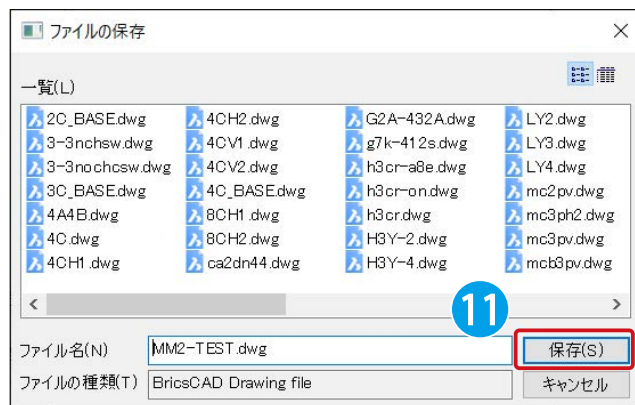 ファイルの保存
一覧(L)
2C_BASE.dwg 4CH2.dwg G2A-432A.dwg LY2.dwg
3-3nchsw.dwg 4CV1.dwg g7k-412s.dwg LY3.dwg
3-3nochcsw.dwg 4CV2.dwg h3cr-a8e.dwg LY4.dwg
3C_BASE.dwg 4C_BASE.dwg h3cr-on.dwg mc2pv.dwg
4A4B.dwg 8CH1.dwg h3cr.dwg mc3ph2.dwg
4C.dwg 8CH2.dwg H3Y-2.dwg mc3pv.dwg
4CH1.dwg ca2dn44.dwg H3Y-4.dwg mcb3pv.dwg
11
ファイル名(N) MM2-TEST.dwg 保存(S)
ファイルの種類(T) BricsCAD Drawing file キャンセル